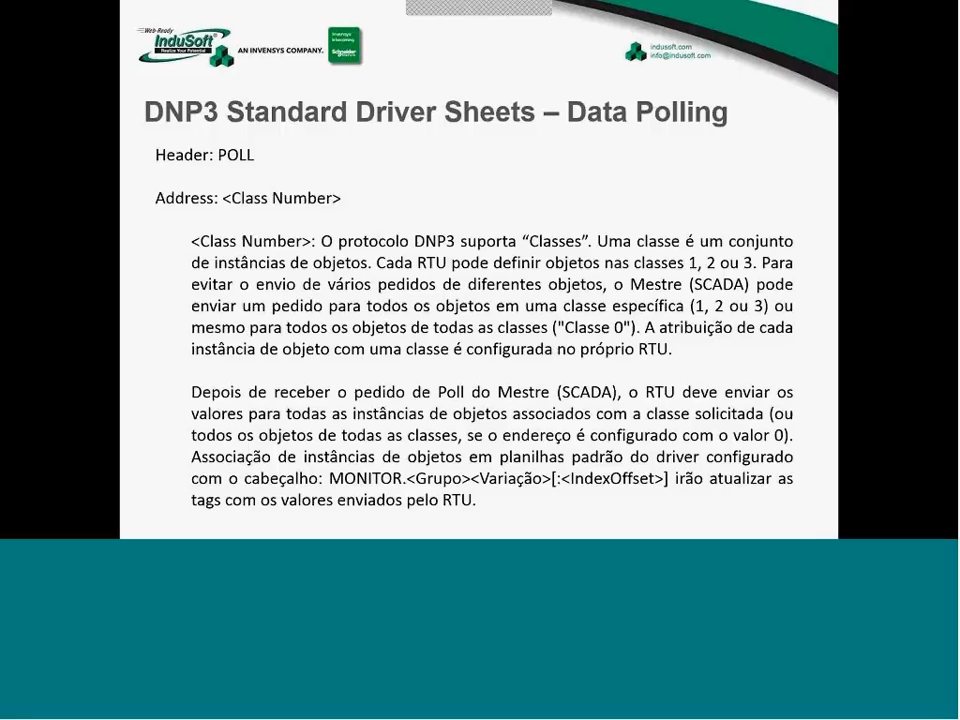 Web-Ready
InduSoft®
Realize Your Potential
AN INVENSYS COMPANY.
Invensys
Schneider
indusoft.com
info@indusoft.com
DNP3 Standard Driver Sheets – Data Polling
Header: POLL
Address: <Class Number>
<Class Number>: O protocolo DNP3 suporta “Classes”. Uma classe é um conjunto
de instâncias de objetos. Cada RTU pode definir objetos nas classes 1, 2 ou 3. Para
evitar o envio de vários pedidos de diferentes objetos, o Mestre (SCADA) pode
enviar um pedido para todos os objetos em uma classe específica (1, 2 ou 3) ou
mesmo para todos os objetos de todas as classes ("Classe 0"). A atribuição de cada
instância de objeto com uma classe é configurada no próprio RTU.
Depois de receber o pedido de Poll do Mestre (SCADA), o RTU deve enviar os
valores para todas as instâncias de objetos associados com a classe solicitada (ou
todos os objetos de todas as classes, se o endereço é configurado com o valor 0).
Associação de instâncias de objetos em planilhas padrão do driver configurado
com o cabeçalho: MONITOR.<Grupo><Variação>[:<IndexOffset>] irão atualizar as
tags com os valores enviados pelo RTU.